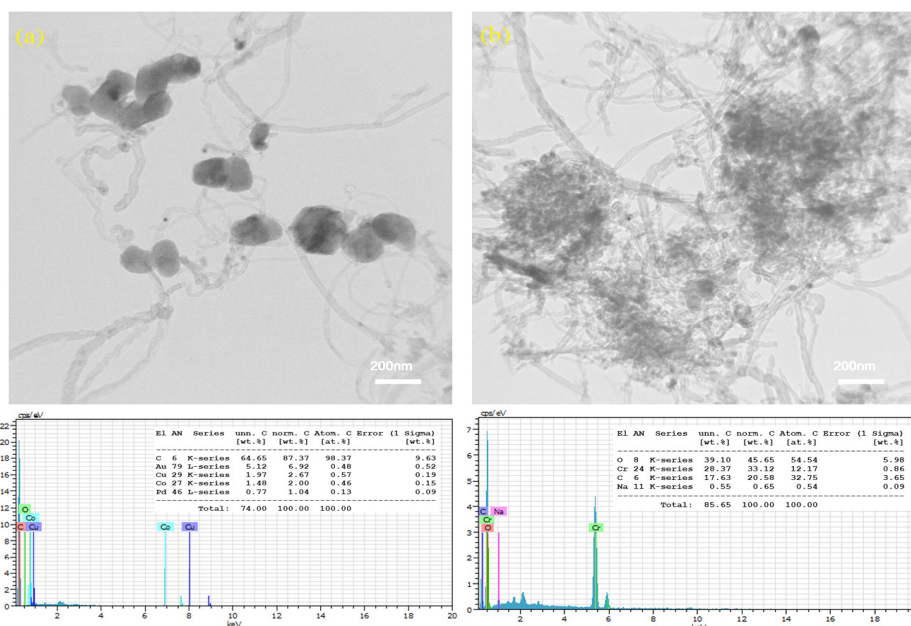 (a)
(b)
200nm
200nm
cps/eV
El AN Series unn. C norm. C Atom. C Error (1 Sigma)
[wt.%] [wt.%] [at.%] [wt.%]
C 6 K-series 64.65 87.37 98.37 9.63
Au 79 L-series 5.12 6.92 0.48 0.52
Cu 29 K-series 1.97 2.67 0.57 0.19
Co 27 K-series 1.48 2.00 0.46 0.15
Pd 46 L-series 0.77 1.04 0.13 0.09
Total: 74.00 100.00 100.00
22
20
18
16
14
12
10
8
6
4
2
0
O
Co
C Cu
Co Cu
2 4 6 8 10 12 14 16 18 20
keV
cps/eV
El AN Series unn. C norm. C Atom. C Error (1 Sigma)
[wt.%] [wt.%] [at.%] [wt.%]
O 8 K-series 39.10 45.65 54.54 5.98
Cr 24 K-series 28.37 33.12 12.17 0.86
C 6 K-series 17.63 20.58 32.75 3.65
Na 11 K-series 0.55 0.65 0.54 0.09
Total: 85.65 100.00 100.00
7
6
5
4
3
2
1
0
C Na
Cr
O
Cr
2 4 6 8 10 12 14 16 18